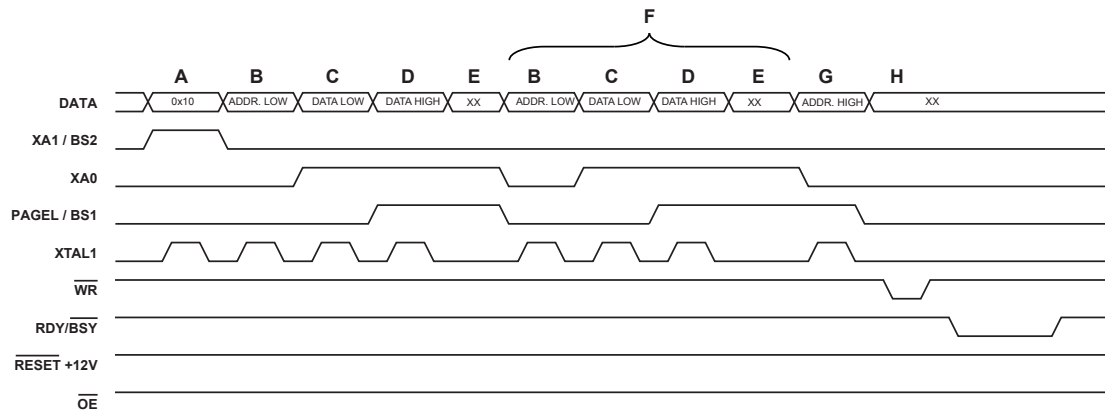 F
A B C D E B C D E G H
DATA 0x10 ADDR. LOW DATA LOW DATA HIGH XX ADDR. LOW DATA LOW DATA HIGH XX ADDR. HIGH XX
XA1 / BS2
XA0
PAGEL / BS1
XTAL1
WR
RDY/BSY
RESET +12V
OE